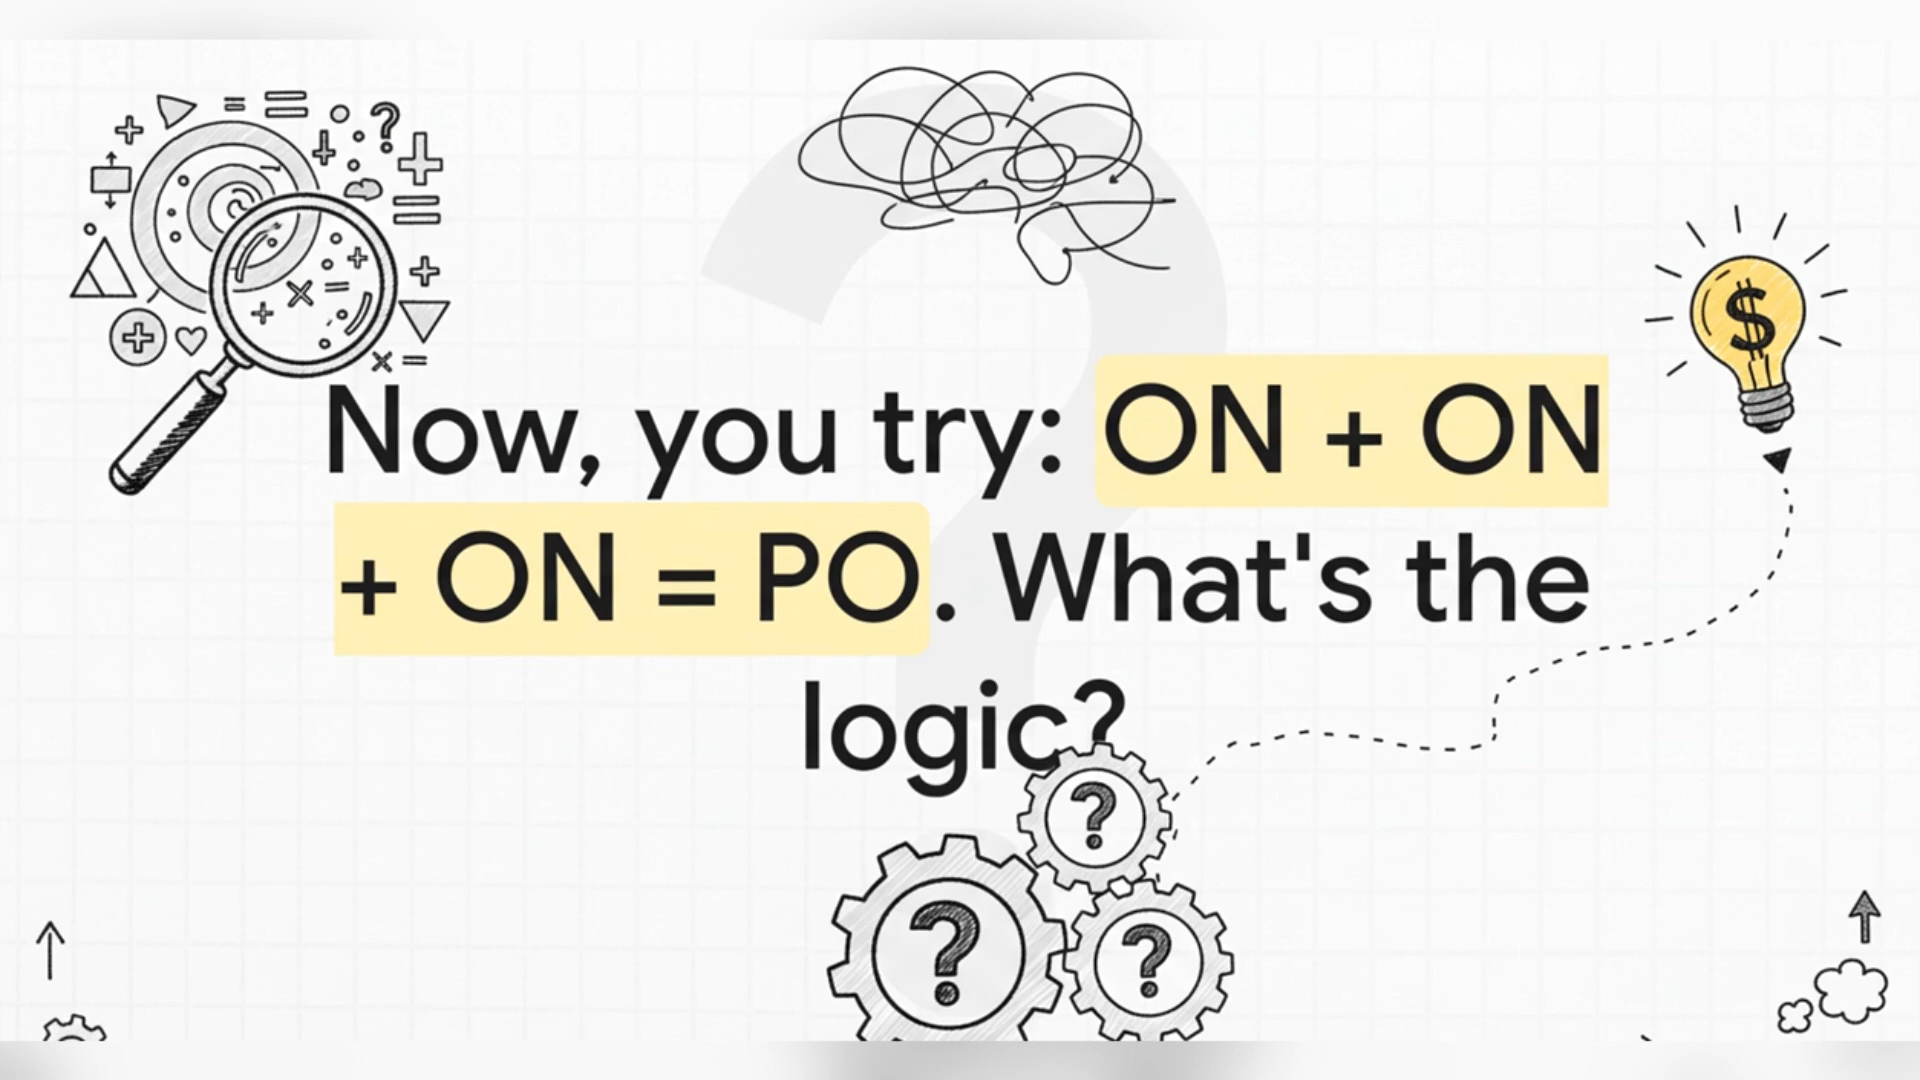 Now, you try: ON + ON
+ ON = PO. What's the
logic?